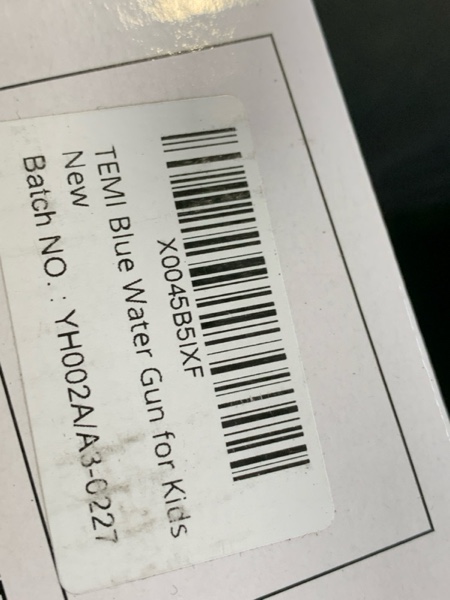 X0045B5IXF
TEMI Blue Water Gun for Kids
New
Batch NO. : YH002A/A3-0227